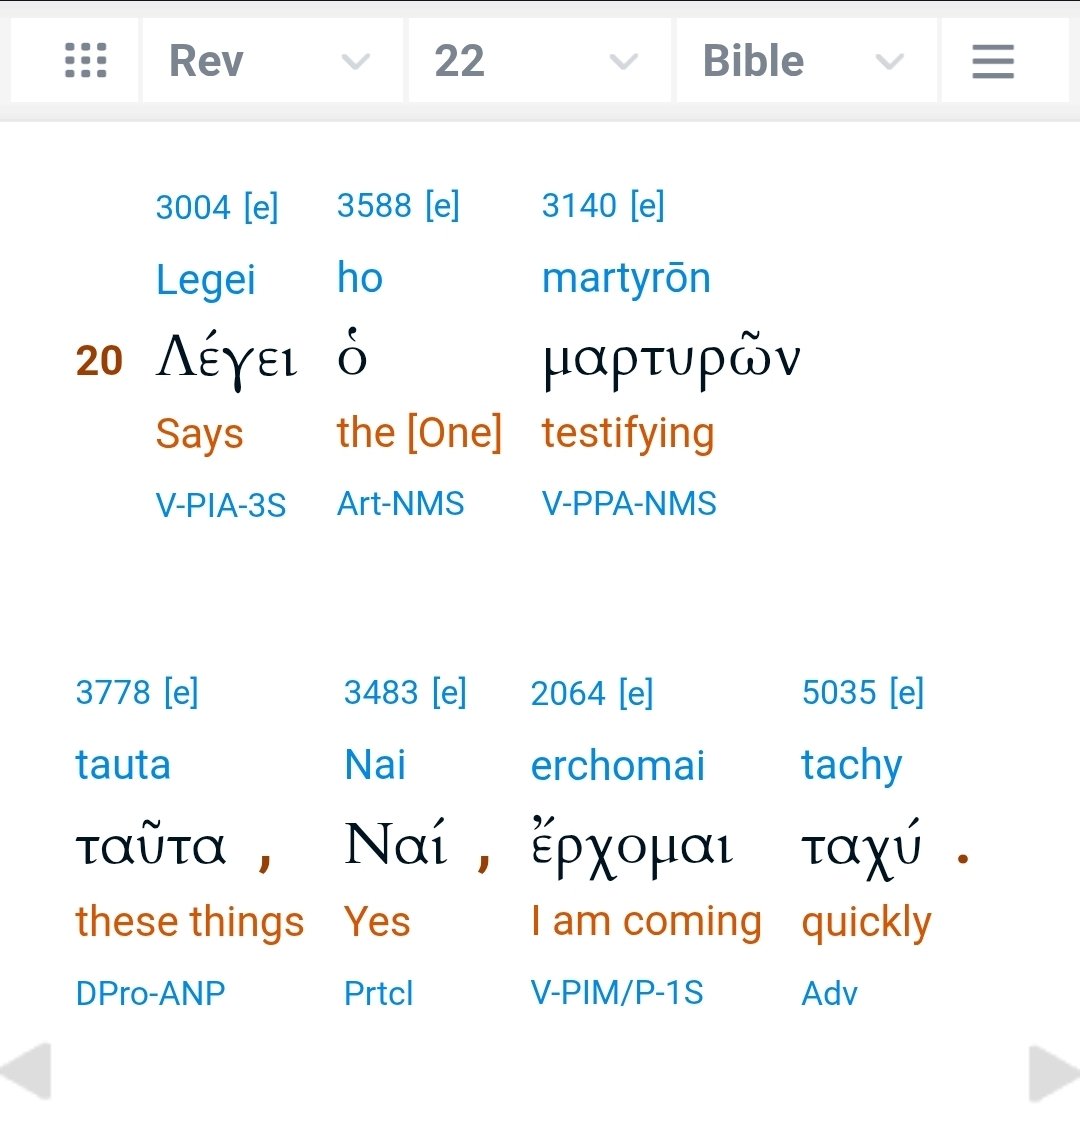 Rev 22 Bible
3004 [e] 3588 [e] 3140 [e]
Legei ho martyrōn
20 Λέγει ὁ μαρτυρῶν
Says the [One] testifying
V-PIA-3S Art-NMS V-PPA-NMS
3778 [e] 3483 [e] 2064 [e] 5035 [e]
tauta Nai erchomai tachy
ταῦτα , Ναί , ἔρχομαι ταχύ .
these things Yes I am coming quickly
DPro-ANP Prtcl V-PIM/P-1S Adv